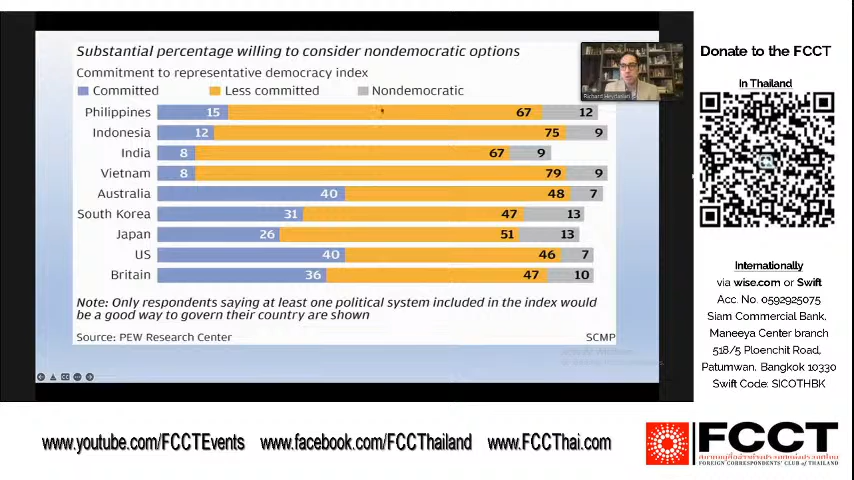 Substantial percentage willing to consider nondemocratic options
Commitment to representative democracy index
Committed Less committed Nondemocratic
Philippines 15 67 12
Indonesia 12 75 9
India 8 67 9
Vietnam 8 79 9
Australia 40 48 7
South Korea 31 47 13
Japan 26 51 13
US 40 46 7
Britain 36 47 10
Note: Only respondents saying at least one political system included in the index would
be a good way to govern their country are shown
Source: PEW Research Center SCMP
Richard Heydarian
Donate to the FCCT
In Thailand
Internationally
via wise.com or Swift
Acc. No. 0592925075
Siam Commercial Bank,
Maneeya Center branch
518/5 Ploenchit Road,
Patumwan. Bangkok 10330
Swift Code: SICOTHBK
www.youtube.com/FCCTEvents www.facebook.com/FCCThailand www.FCCThai.com
FCCT
FOREIGN CORRESPONDENTS' CLUB of THAILAND